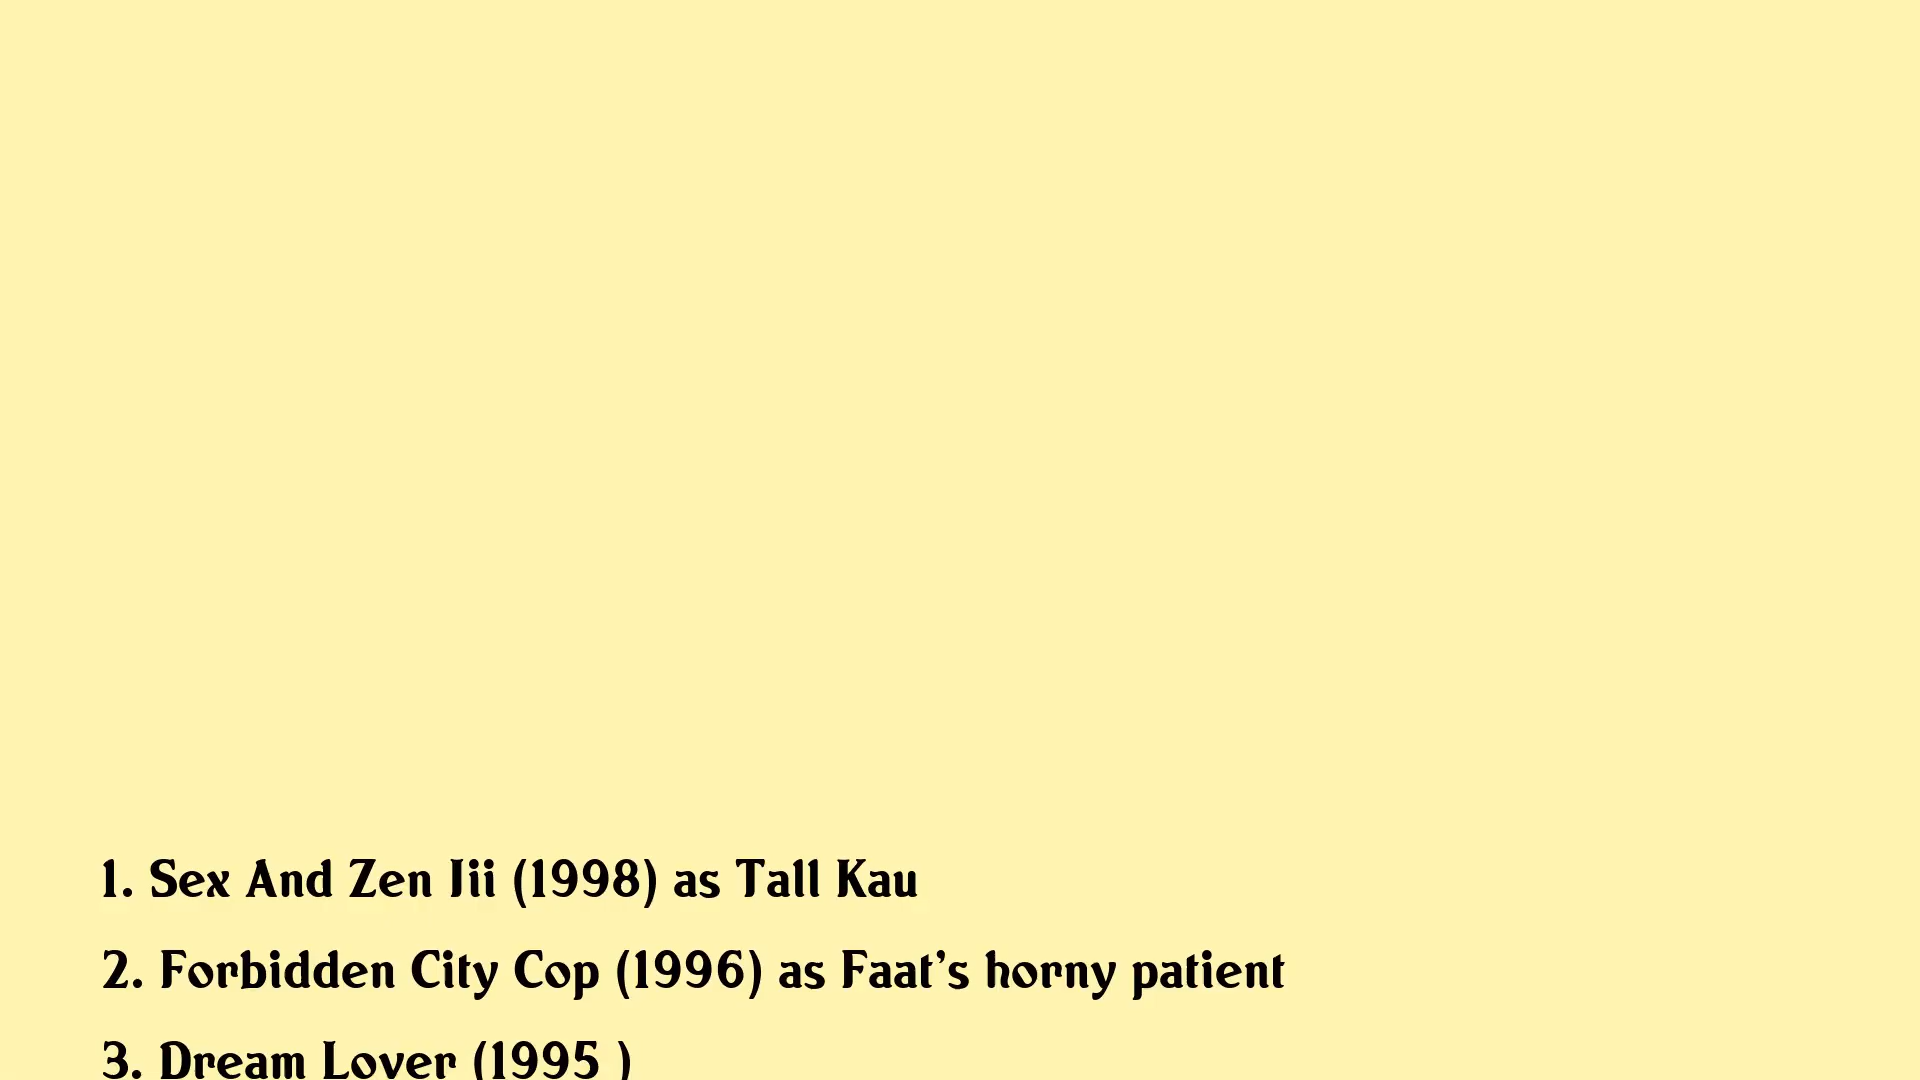 1. Sex And Zen Iii (1998) as Tall Kau
2. Forbidden City Cop (1996) as Faat's horny patient
3. Dream Lover (1995 )